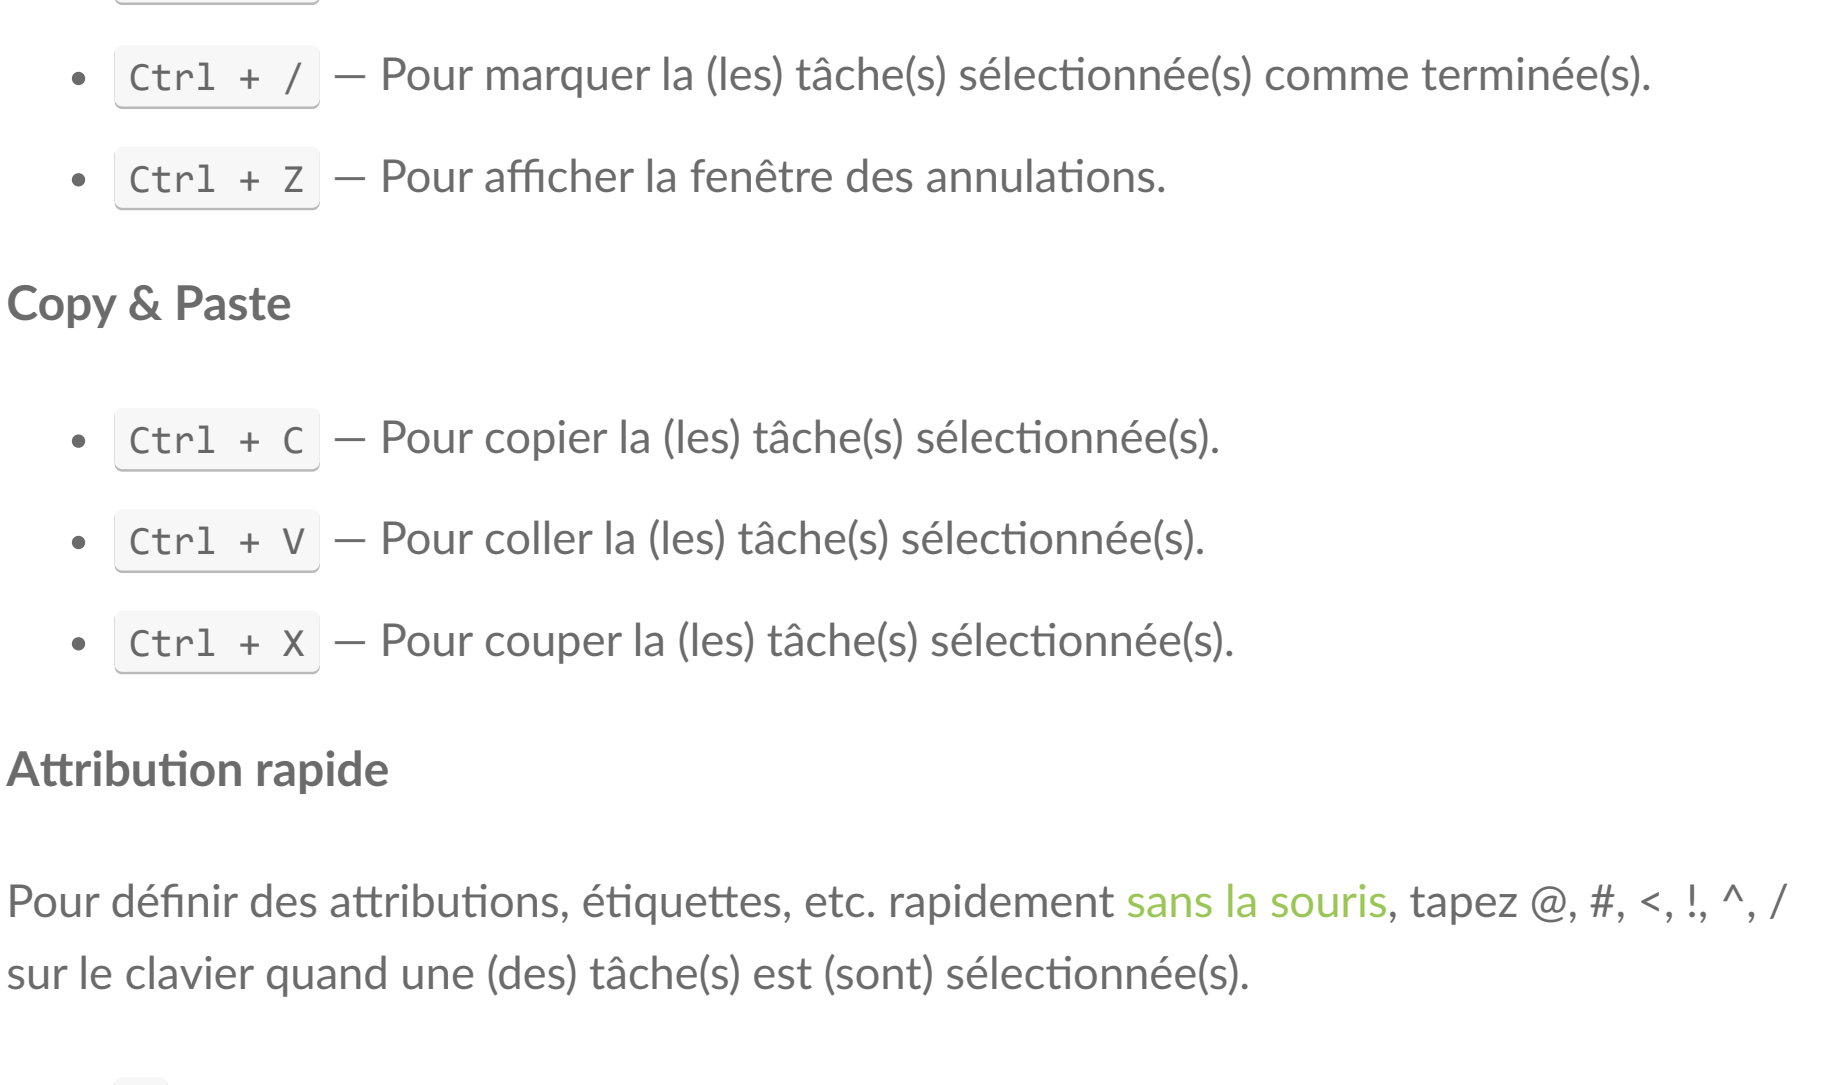 Ctrl + / — Pour marquer la (les) tâche(s) sélectionnée(s) comme terminée(s).
Ctrl + Z — Pour afficher la fenêtre des annulations.
Copy & Paste
Ctrl + C — Pour copier la (les) tâche(s) sélectionnée(s).
Ctrl + V — Pour coller la (les) tâche(s) sélectionnée(s).
Ctrl + X — Pour couper la (les) tâche(s) sélectionnée(s).
Attribution rapide
Pour définir des attributions, étiquettes, etc. rapidement sans la souris, tapez @, #, <, !, ^, /
sur le clavier quand une (des) tâche(s) est (sont) sélectionnée(s).